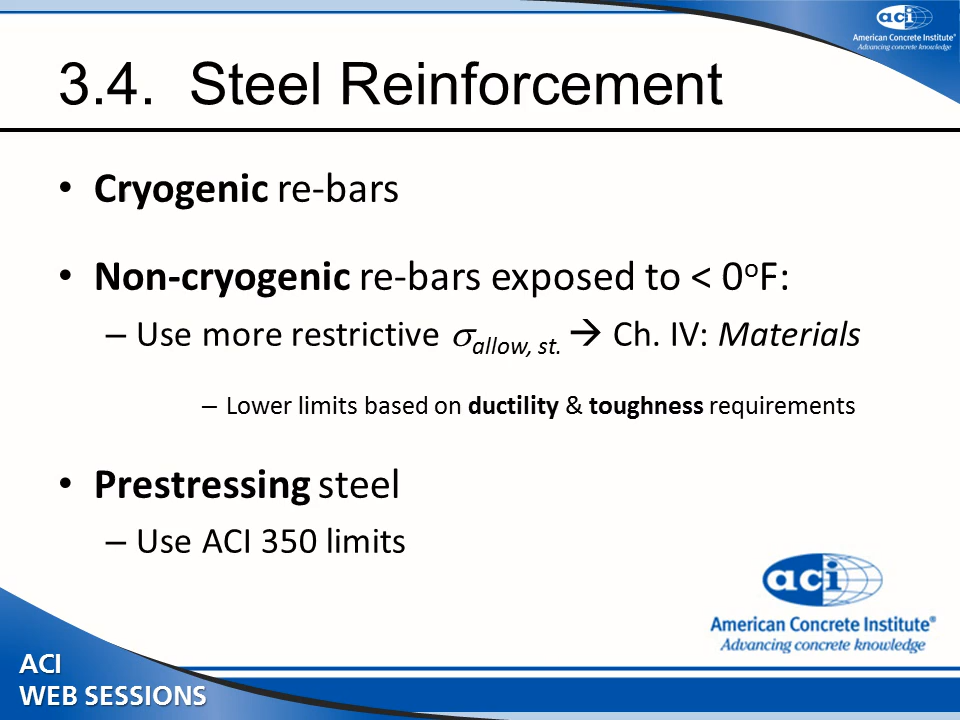 aci
American Concrete Institute®
Advancing concrete knowledge
3.4. Steel Reinforcement
• Cryogenic re-bars
• Non-cryogenic re-bars exposed to < 0ᵒF:
– Use more restrictive σallow, st. → Ch. IV: Materials
– Lower limits based on ductility & toughness requirements
• Prestressing steel
– Use ACI 350 limits
aci
American Concrete Institute®
Advancing concrete knowledge
ACI
WEB SESSIONS